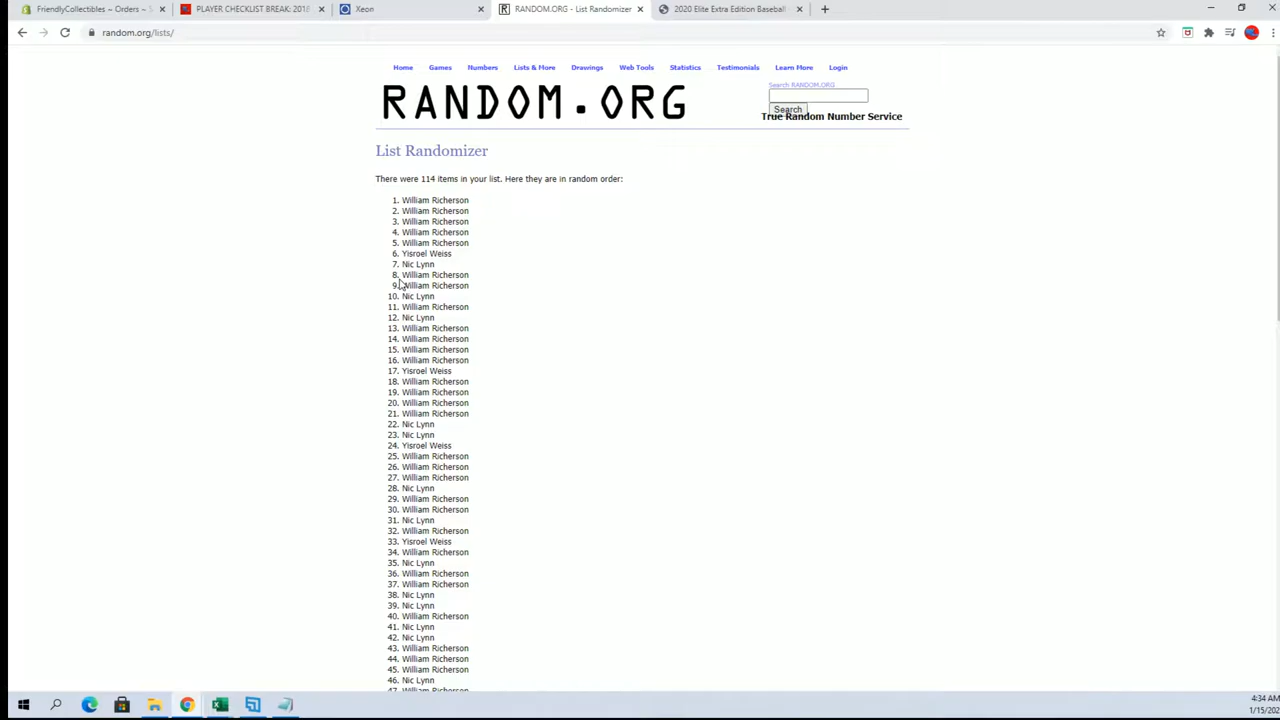 FriendlyCollectibles ~ Orders ~ S
PLAYER CHECKLIST BREAK: 2018
Xeon
RANDOM.ORG - List Randomizer
2020 Elite Extra Edition Baseball
random.org/lists/
Home Games Numbers Lists & More Drawings Web Tools Statistics Testimonials Learn More Login
RANDOM.ORG
Search RANDOM.ORG
Search
True Random Number Service
List Randomizer
There were 114 items in your list. Here they are in random order:
1. William Richerson
2. William Richerson
3. William Richerson
4. William Richerson
5. William Richerson
6. Yisroel Weiss
7. Nic Lynn
8. William Richerson
9. William Richerson
10. Nic Lynn
11. William Richerson
12. Nic Lynn
13. William Richerson
14. William Richerson
15. William Richerson
16. William Richerson
17. Yisroel Weiss
18. William Richerson
19. William Richerson
20. William Richerson
21. William Richerson
22. Nic Lynn
23. Nic Lynn
24. Yisroel Weiss
25. William Richerson
26. William Richerson
27. William Richerson
28. Nic Lynn
29. William Richerson
30. William Richerson
31. Nic Lynn
32. William Richerson
33. Yisroel Weiss
34. William Richerson
35. Nic Lynn
36. William Richerson
37. William Richerson
38. Nic Lynn
39. Nic Lynn
40. William Richerson
41. Nic Lynn
42. Nic Lynn
43. William Richerson
44. William Richerson
45. William Richerson
46. Nic Lynn
47. William Richerson
4:34 AM
1/15/202